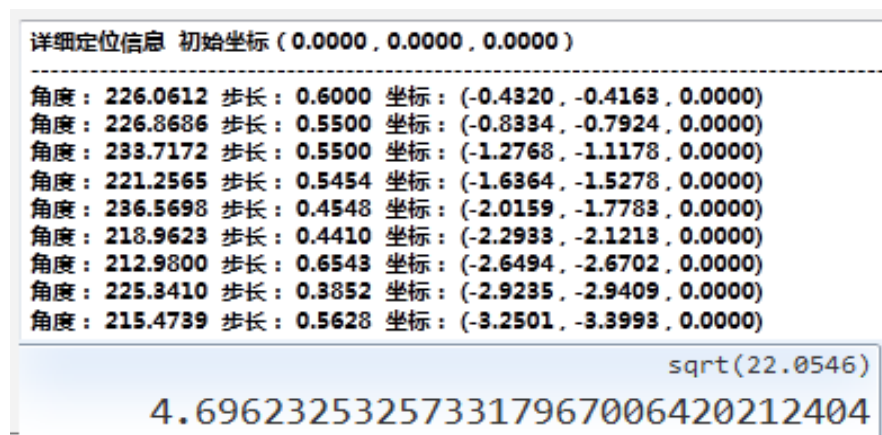 详细定位信息 初始坐标 ( 0.0000 , 0.0000 , 0.0000 )
--------------------------------------------------------------------------------
角度： 226.0612 步长： 0.6000 坐标： (-0.4320 , -0.4163 , 0.0000)
角度： 226.8686 步长： 0.5500 坐标： (-0.8334 , -0.7924 , 0.0000)
角度： 233.7172 步长： 0.5500 坐标： (-1.2768 , -1.1178 , 0.0000)
角度： 221.2565 步长： 0.5454 坐标： (-1.6364 , -1.5278 , 0.0000)
角度： 236.5698 步长： 0.4548 坐标： (-2.0159 , -1.7783 , 0.0000)
角度： 218.9623 步长： 0.4410 坐标： (-2.2933 , -2.1213 , 0.0000)
角度： 212.9800 步长： 0.6543 坐标： (-2.6494 , -2.6702 , 0.0000)
角度： 225.3410 步长： 0.3852 坐标： (-2.9235 , -2.9409 , 0.0000)
角度： 215.4739 步长： 0.5628 坐标： (-3.2501 , -3.3993 , 0.0000)
sqrt(22.0546)
4.6962325325733179670064202124​04